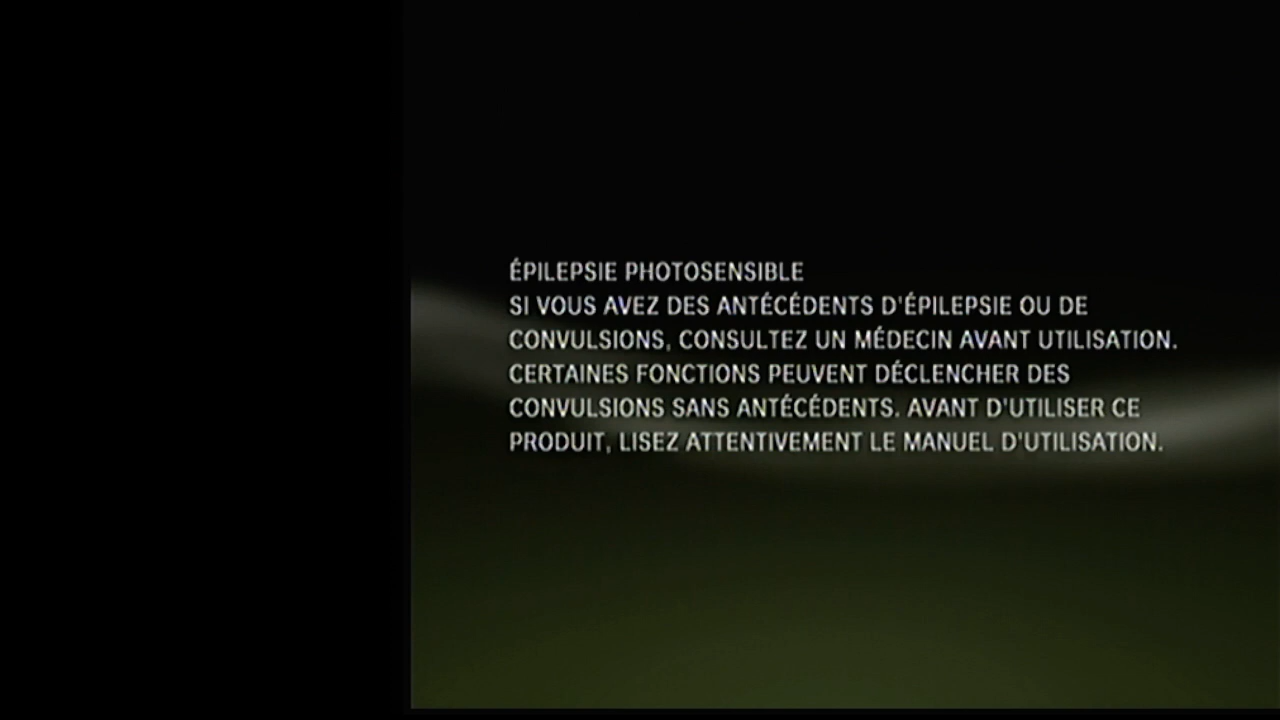 ÉPILEPSIE PHOTOSENSIBLE
SI VOUS AVEZ DES ANTÉCÉDENTS D'ÉPILEPSIE OU DE
CONVULSIONS, CONSULTEZ UN MÉDECIN AVANT UTILISATION.
CERTAINES FONCTIONS PEUVENT DÉCLENCHER DES
CONVULSIONS SANS ANTÉCÉDENTS. AVANT D'UTILISER CE
PRODUIT, LISEZ ATTENTIVEMENT LE MANUEL D'UTILISATION.